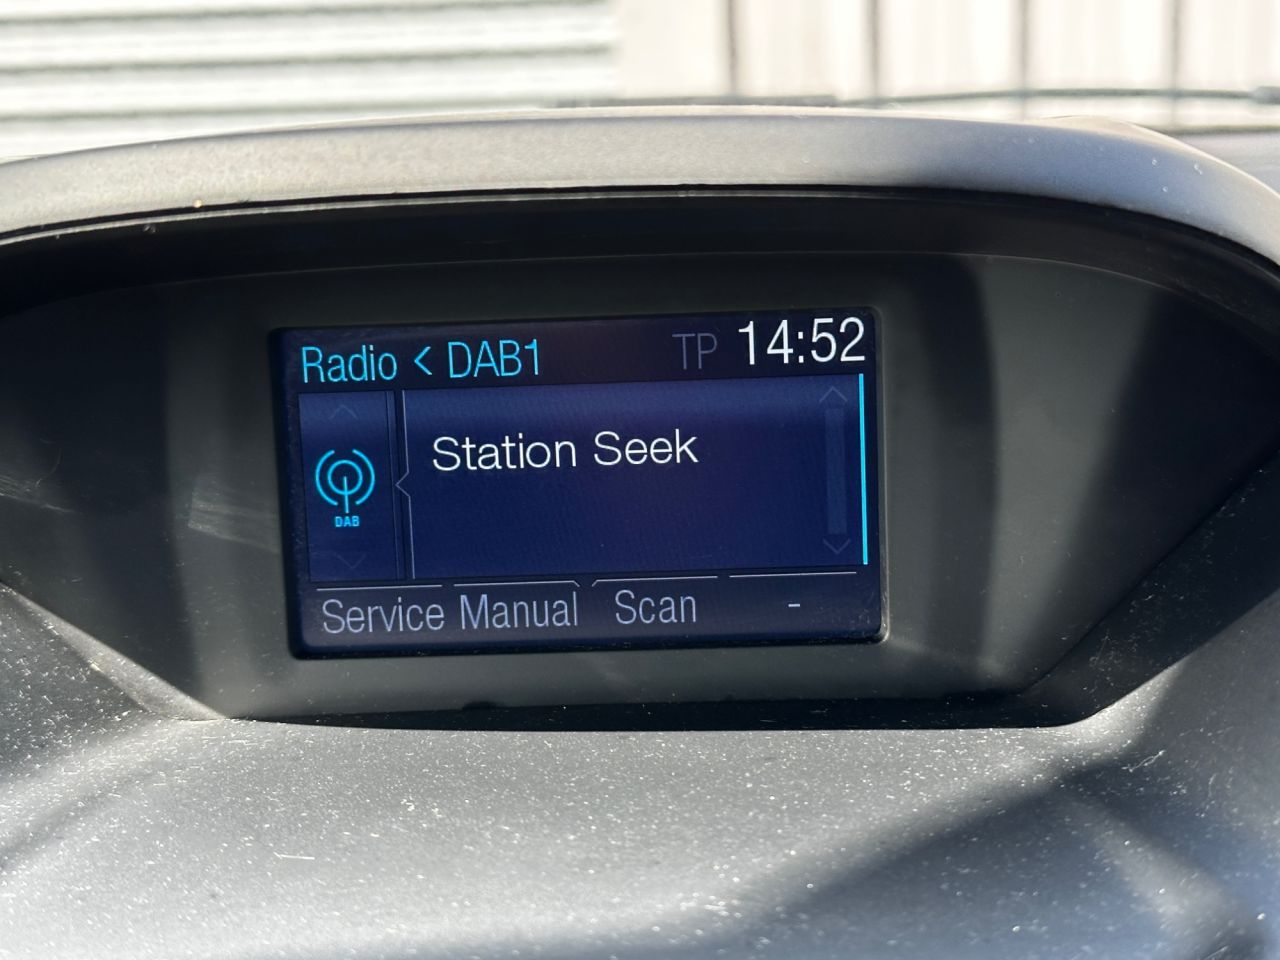 Radio < DAB1 TP 14:52
Station Seek
DAB
Service Manual Scan -